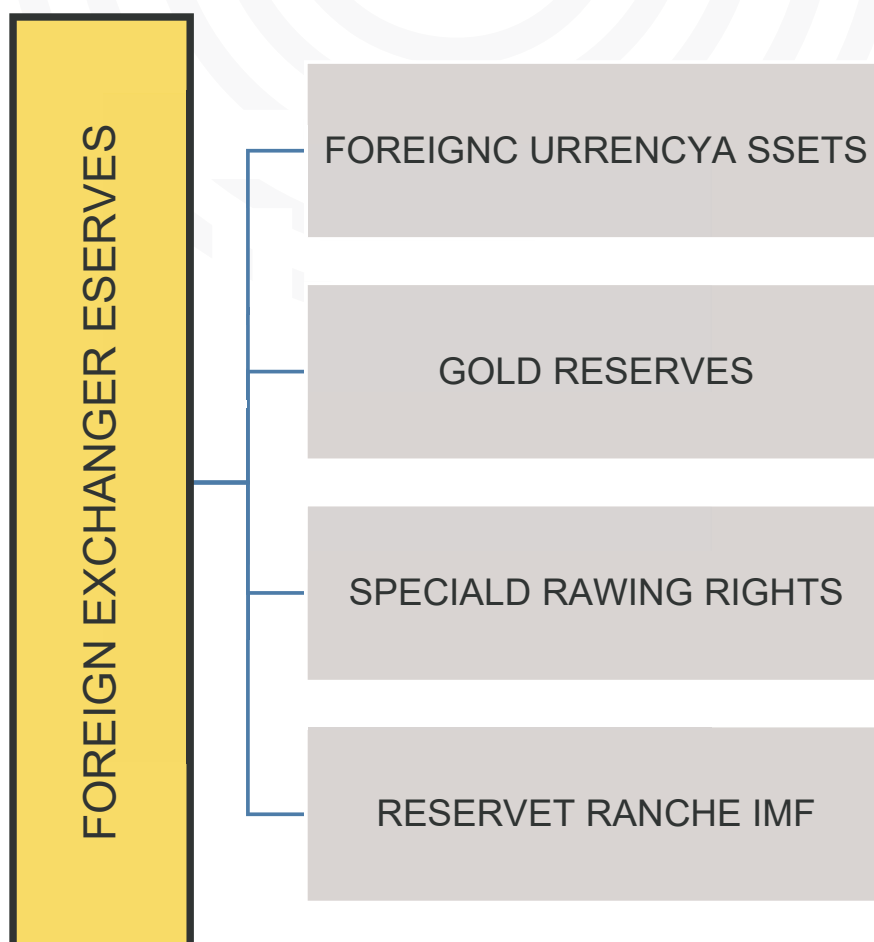 FOREIGN EXCHANGER ESERVES
FOREIGNC URRENCYA SSETS
GOLD RESERVES
SPECIALD RAWING RIGHTS
RESERVET RANCHE IMF